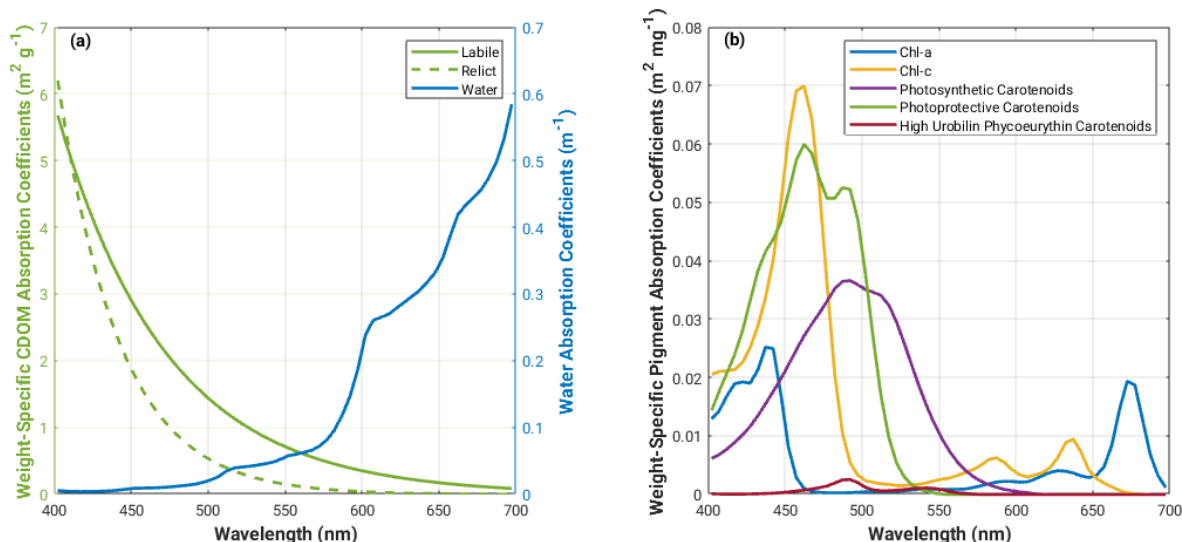 (a)
Labile
Relict
Water
Weight-Specific CDOM Absorption Coefficients (m² g⁻¹)
7
6
5
4
3
2
1
0
Water Absorption Coefficients (m⁻¹)
0.7
0.6
0.5
0.4
0.3
0.2
0.1
0
400 450 500 550 600 650 700
Wavelength (nm)
(b)
Chl-a
Chl-c
Photosynthetic Carotenoids
Photoprotective Carotenoids
High Urobilin Phycoeurythin Carotenoids
Weight-Specific Pigment Absorption Coefficients (m² mg⁻¹)
0.08
0.07
0.06
0.05
0.04
0.03
0.02
0.01
0
400 450 500 550 600 650 700
Wavelength (nm)